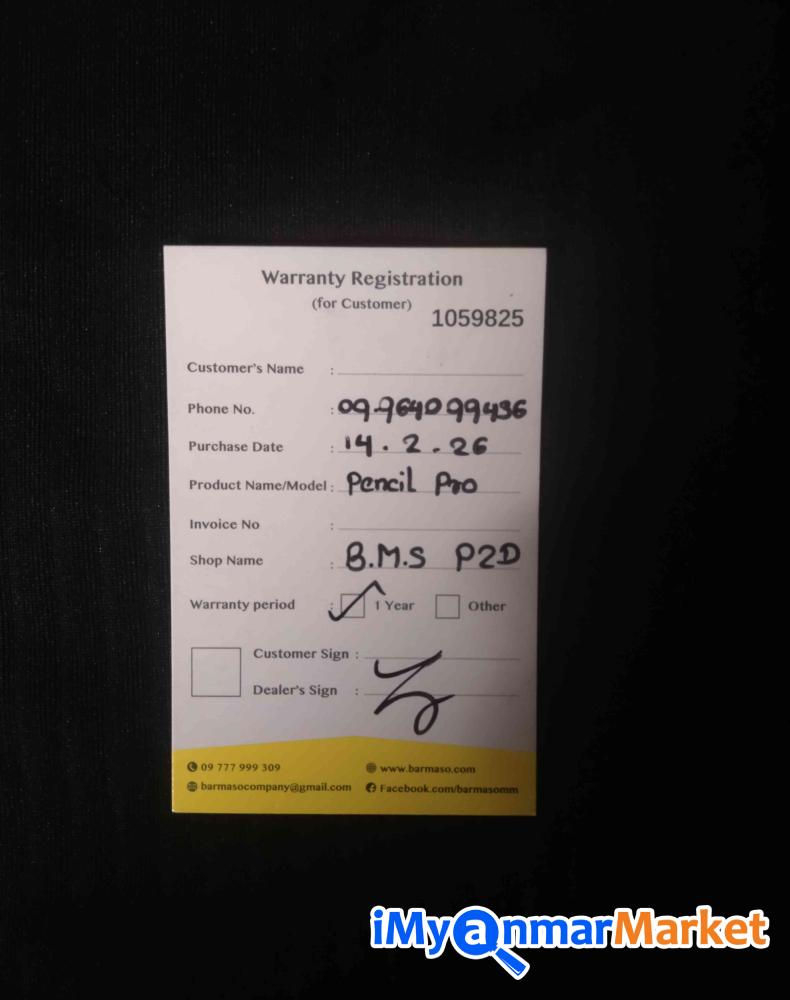 Warranty Registration
(for Customer)
1059825
Customer's Name :
Phone No. : 09-964099436
Purchase Date : 14.2.26
Product Name/Model : Pencil Pro
Invoice No :
Shop Name : B.M.S P2D
Warranty period : 1 Year Other
Customer Sign :
Dealer's Sign :
09 777 999 309 www.barmaso.com
barmasocompany@gmail.com Facebook.com/barmasomm
iMyanmarMarket